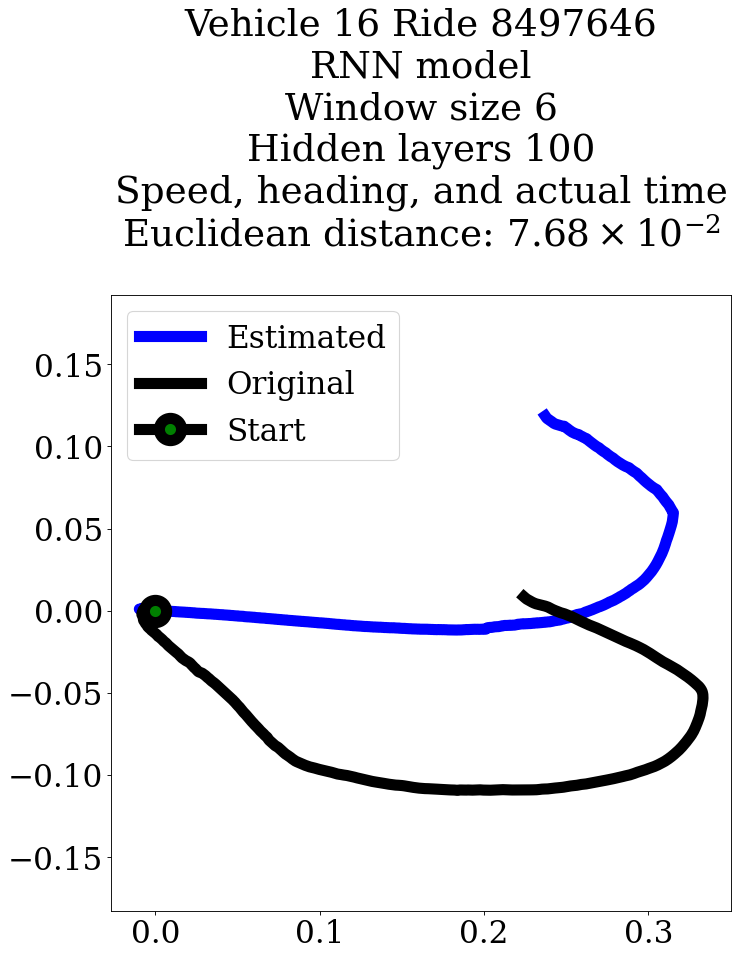 Vehicle 16 Ride 8497646
RNN model
Window size 6
Hidden layers 100
Speed, heading, and actual time
Euclidean distance: 7.68 × 10⁻²
Estimated
Original
Start
0.15
0.10
0.05
0.00
−0.05
−0.10
−0.15
0.0 0.1 0.2 0.3